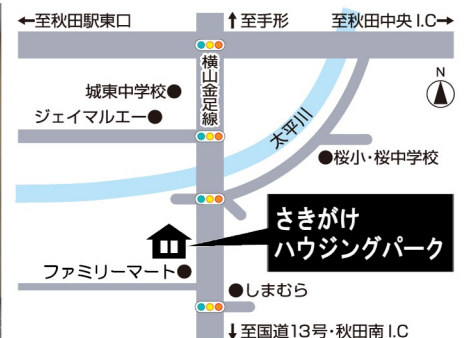 ←至秋田駅東口
↑至手形
至秋田中央 I.C→
横山金足線
城東中学校●
ジェイマルエー●
太平川
N
●桜小・桜中学校
さきがけ
ハウジングパーク
ファミリーマート●
●しまむら
↓至国道13号・秋田南 I.C